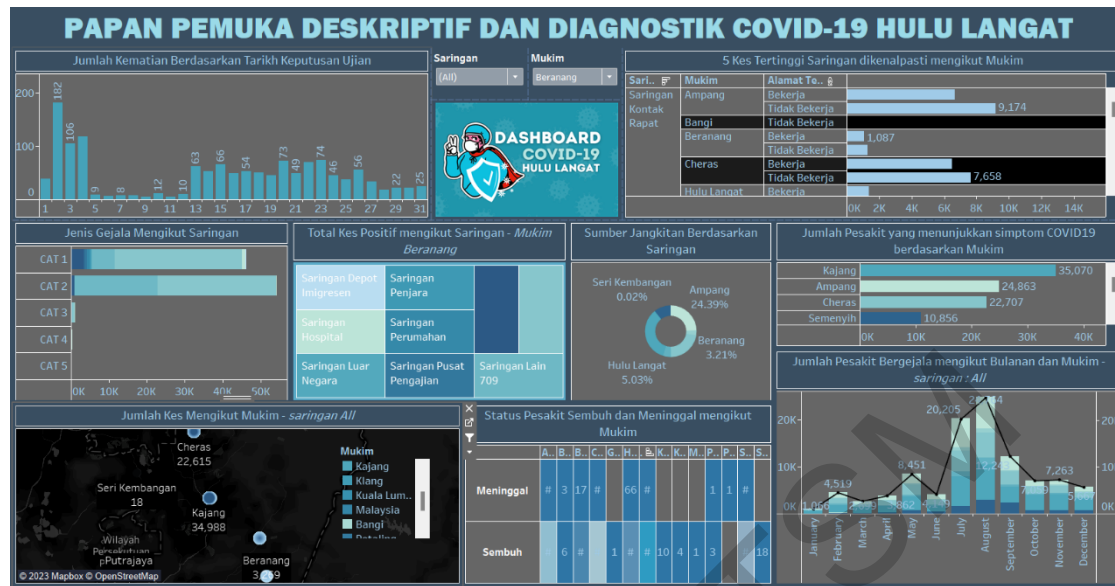 PAPAN PEMUKA DESKRIPTIF DAN DIAGNOSTIK COVID-19 HULU LANGAT
Jumlah Kematian Berdasarkan Tarikh Keputusan Ujian
200
100
0
182
106
9
8
12
10
63
66
54
73
49
74
46
56
22
25
1 3 5 7 9 11 13 15 17 19 21 23 25 27 29 31
Saringan
(All)
Mukim
Beranang
DASHBOARD
COVID-19
HULU LANGAT
5 Kes Tertinggi Saringan dikenalpasti mengikut Mukim
Sari.. Mukim Alamat Te..
Saringan Kontak Rapat
Ampang Bekerja
Tidak Bekerja 9,174
Bangi Tidak Bekerja
Beranang Bekerja 1,087
Tidak Bekerja
Cheras Bekerja
Tidak Bekerja 7,658
Hulu Langat Bekerja
0K 2K 4K 6K 8K 10K 12K 14K
Jenis Gejala Mengikut Saringan
CAT 1
CAT 2
CAT 3
CAT 4
CAT 5
0K 10K 20K 30K 40K 50K
Total Kes Positif mengikut Saringan - Mukim
Beranang
Saringan Depot
Imigresen
Saringan
Penjara
Saringan
Hospital
Saringan
Perumahan
Saringan Luar
Negara
Saringan Pusat
Pengajian
Saringan Lain
709
Sumber Jangkitan Berdasarkan
Saringan
Seri Kembangan
0.02%
Ampang
24.39%
Beranang
3.21%
Hulu Langat
5.03%
Jumlah Pesakit yang menunjukkan simptom COVID19
berdasarkan Mukim
Kajang 35,070
Ampang 24,863
Cheras 22,707
Semenyih 10,856
0K 10K 20K 30K 40K
Jumlah Kes Mengikut Mukim - saringan All
Cheras
22,615
Seri Kembangan
18
Kajang
34,988
Wilayah
Persekutuan
Putrajaya
Beranang
Mukim
Kajang
Klang
Kuala Lum..
Malaysia
Bangi
© 2023 Mapbox © OpenStreetMap
Status Pesakit Sembuh dan Meninggal mengikut
Mukim
A.. B.. B.. C.. G.. H.. K.. K.. M.. P.. P.. S.. S..
Meninggal # 3 17 # 66 # 1 1 #
Sembuh # 6 # 1 # # 10 4 1 3 # 18
Jumlah Pesakit Bergejala mengikut Bulanan dan Mukim -
saringan : All
20K
10K
0K
1,066
4,519
8,451
20,205
7,263
January
February
March
April
May
June
July
August
September
October
November
December